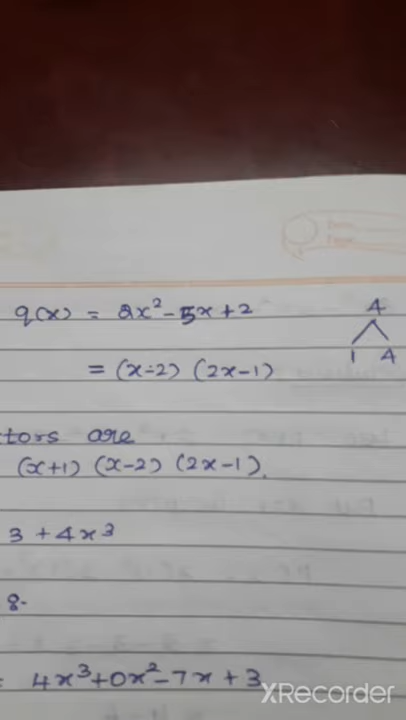 q(x) = 2x² - 5x + 2
4
= (x-2) (2x-1)
1 4
ctors are
(x+1) (x-2) (2x-1).
3 + 4x³
8.
= 4x³+0x²-7x+3
XRecorder